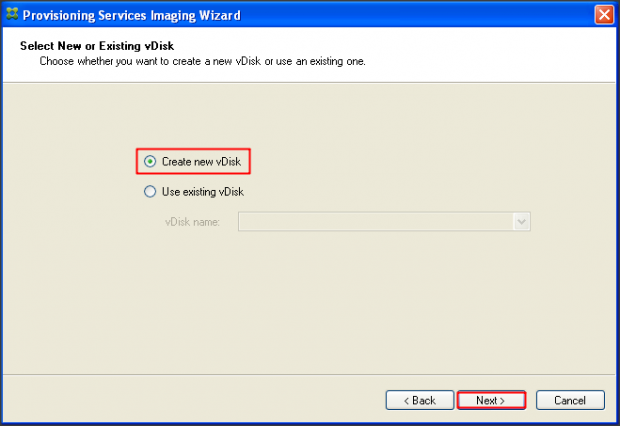 Provisioning Services Imaging Wizard
Select New or Existing vDisk
Choose whether you want to create a new vDisk or use an existing one.
Create new vDisk
Use existing vDisk
vDisk name:
< Back
Next >
Cancel